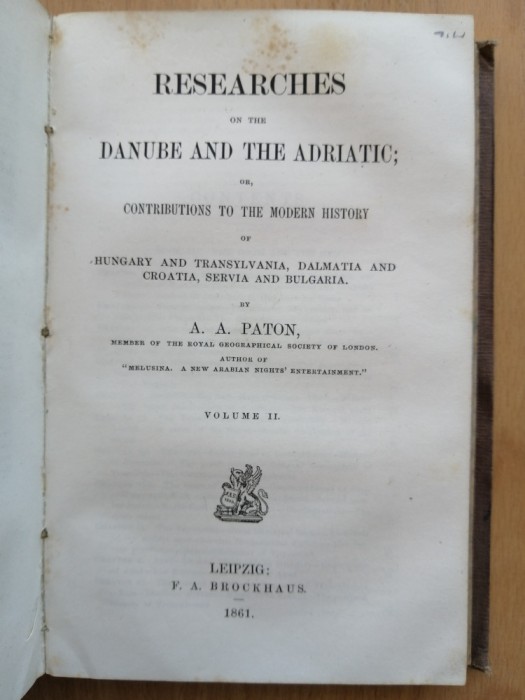 RESEARCHES
ON THE
DANUBE AND THE ADRIATIC;
OR,
CONTRIBUTIONS TO THE MODERN HISTORY
OF
HUNGARY AND TRANSYLVANIA, DALMATIA AND
CROATIA, SERVIA AND BULGARIA.
BY
A. A. PATON,
MEMBER OF THE ROYAL GEOGRAPHICAL SOCIETY OF LONDON.
AUTHOR OF
"MELUSINA. A NEW ARABIAN NIGHTS' ENTERTAINMENT."
VOLUME II.
LEIPZIG:
F. A. BROCKHAUS.
1861.